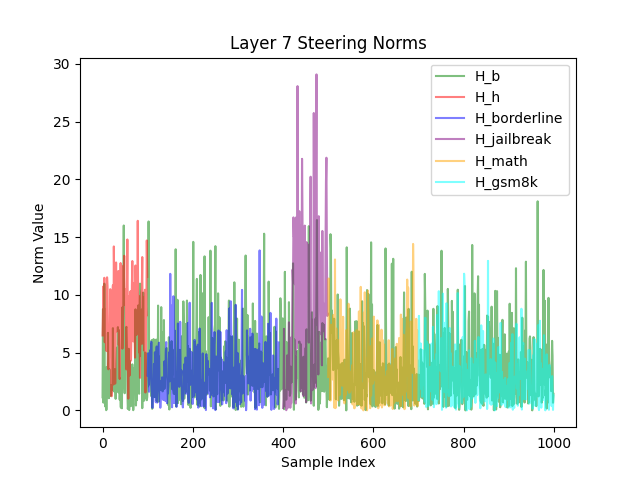 Layer 7 Steering Norms
Norm Value
30
25
20
15
10
5
0
H_b
H_h
H_borderline
H_jailbreak
H_math
H_gsm8k
0 200 400 600 800 1000
Sample Index